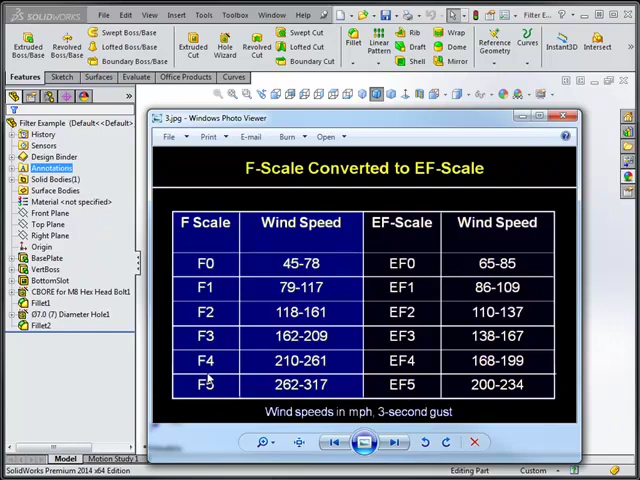 SOLIDWORKS File Edit View Insert Tools Window Help Filter E...
Extruded Boss/Base
Revolved Boss/Base
Swept Boss/Base
Lofted Boss/Base
Boundary Boss/Base
Extruded Cut
Hole Wizard
Revolved Cut
Swept Cut
Lofted Cut
Boundary Cut
Fillet
Linear Pattern
Rib
Draft
Shell
Wrap
Dome
Mirror
Reference Geometry
Curves
Instant3D
Intersect
Features Sketch Surfaces Evaluate Office Products Curves
Filter Example (Default<<Default>
History
Sensors
Design Binder
Annotations
Solid Bodies(1)
Surface Bodies
Material <not specified>
Front Plane
Top Plane
Right Plane
Origin
BasePlate
VertBoss
BottomSlot
CBORE for M8 Hex Head Bolt1
Fillet1
Ø7.0 (7) Diameter Hole1
Fillet2
3.jpg - Windows Photo Viewer
File Print E-mail Burn Open
F-Scale Converted to EF-Scale
F Scale Wind Speed EF-Scale Wind Speed
F0 45-78 EF0 65-85
F1 79-117 EF1 86-109
F2 118-161 EF2 110-137
F3 162-209 EF3 138-167
F4 210-261 EF4 168-199
F5 262-317 EF5 200-234
Wind speeds in mph, 3-second gust
Model Motion Study 1
SolidWorks Premium 2014 x64 Edition Editing Part Custom